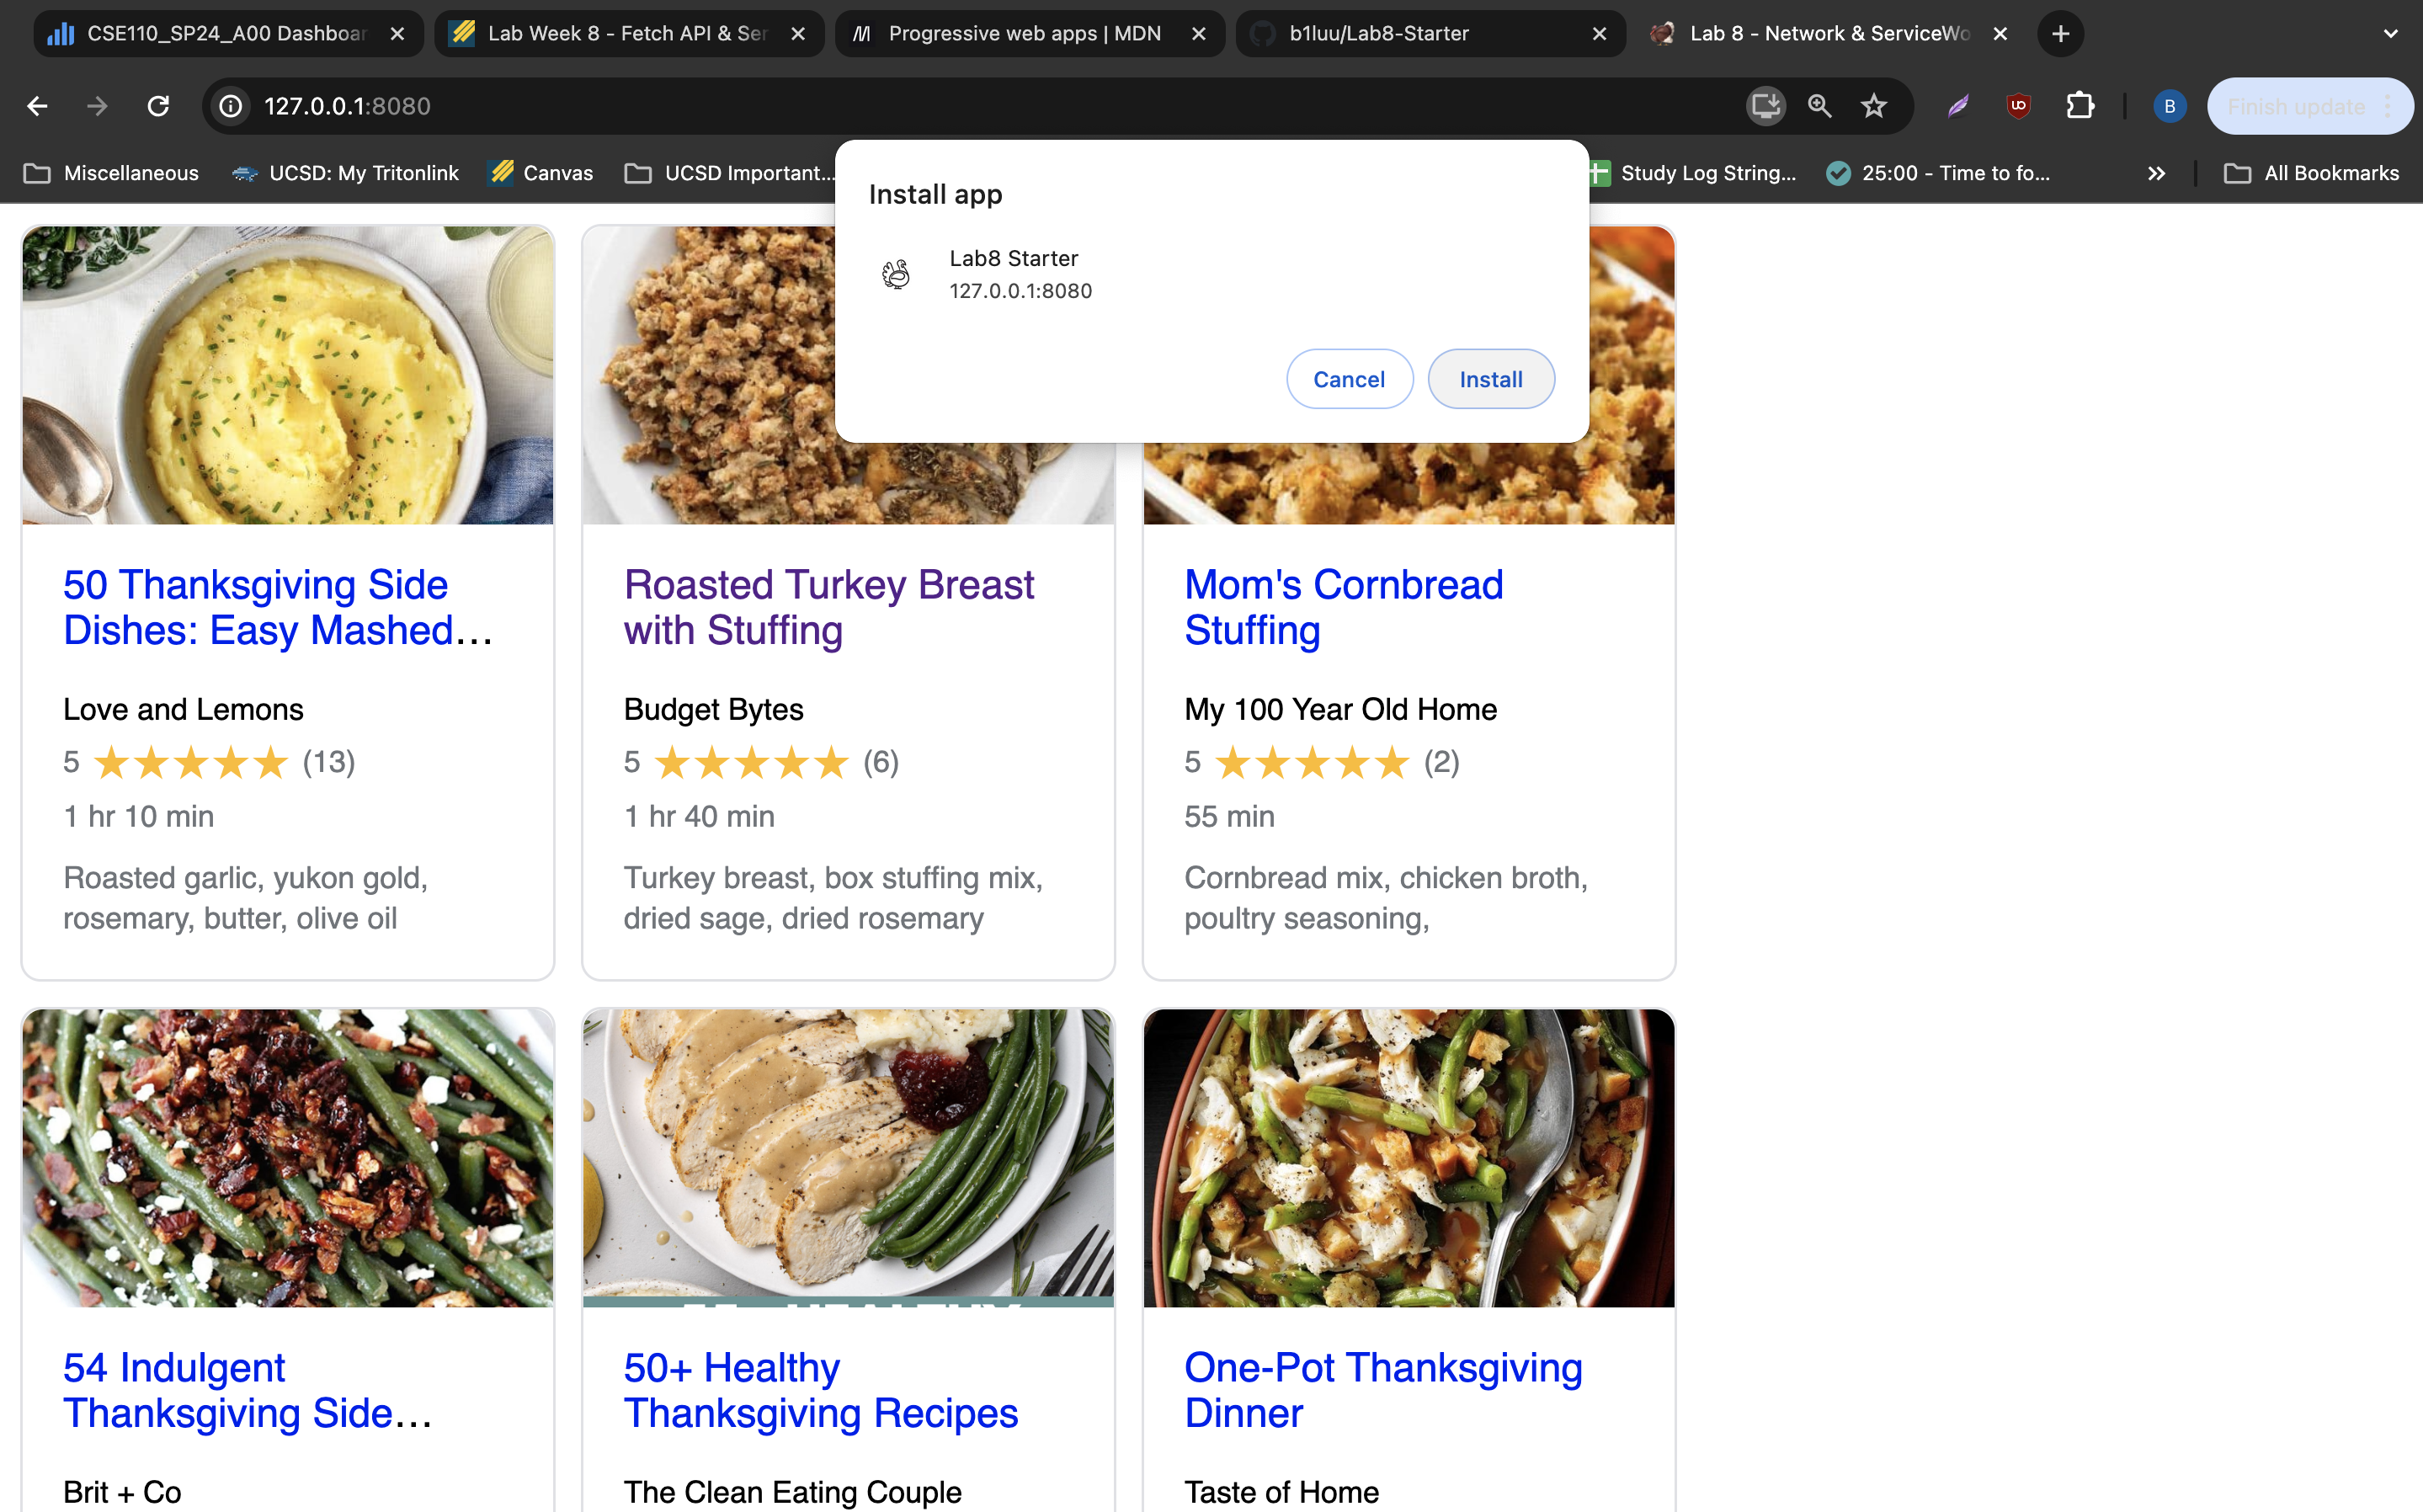 CSE110_SP24_A00 Dashboar
Lab Week 8 - Fetch API & Ser
Progressive web apps | MDN
b1luu/Lab8-Starter
Lab 8 - Network & ServiceWo
127.0.0.1:8080
B
Finish update
Miscellaneous
UCSD: My Tritonlink
Canvas
UCSD Important...
Study Log String...
25:00 - Time to fo...
All Bookmarks
Install app
Lab8 Starter
127.0.0.1:8080
Cancel
Install
50 Thanksgiving Side
Dishes: Easy Mashed...
Love and Lemons
5 ★★★★★ (13)
1 hr 10 min
Roasted garlic, yukon gold,
rosemary, butter, olive oil
Roasted Turkey Breast
with Stuffing
Budget Bytes
5 ★★★★★ (6)
1 hr 40 min
Turkey breast, box stuffing mix,
dried sage, dried rosemary
Mom's Cornbread
Stuffing
My 100 Year Old Home
5 ★★★★★ (2)
55 min
Cornbread mix, chicken broth,
poultry seasoning,
54 Indulgent
Thanksgiving Side...
Brit + Co
50+ Healthy
Thanksgiving Recipes
The Clean Eating Couple
One-Pot Thanksgiving
Dinner
Taste of Home